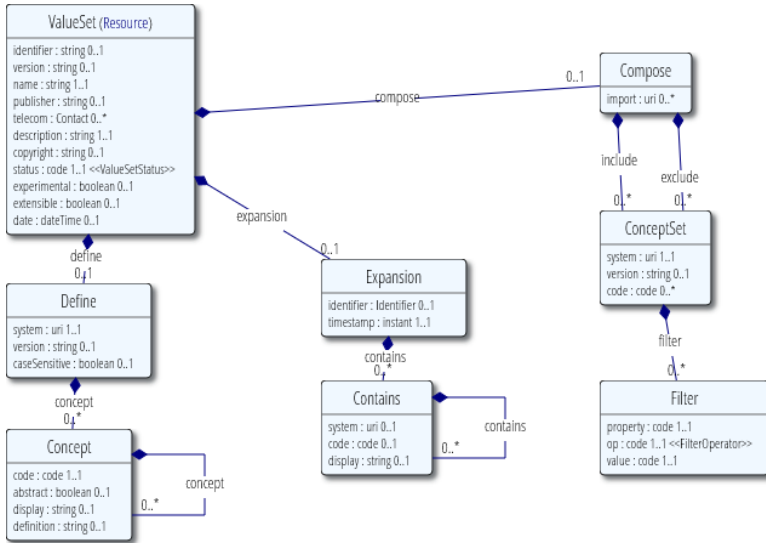 ValueSet (Resource)
identifier : string 0..1
version : string 0..1
name : string 1..1
publisher : string 0..1
telecom : Contact 0..*
description : string 1..1
copyright : string 0..1
status : code 1..1 <<ValueSetStatus>>
experimental : boolean 0..1
extensible : boolean 0..1
date : dateTime 0..1
compose
0..1
Compose
import : uri 0..*
include
0..*
exclude
0..*
ConceptSet
system : uri 1..1
version : string 0..1
code : code 0..*
filter
0..*
Filter
property : code 1..1
op : code 1..1 <<FilterOperator>>
value : code 1..1
expansion
0..1
Expansion
identifier : Identifier 0..1
timestamp : instant 1..1
contains
0..*
Contains
system : uri 0..1
code : code 0..1
display : string 0..1
contains
0..*
define
0..1
Define
system : uri 1..1
version : string 0..1
caseSensitive : boolean 0..1
concept
0..*
Concept
code : code 1..1
abstract : boolean 0..1
display : string 0..1
definition : string 0..1
concept
0..*